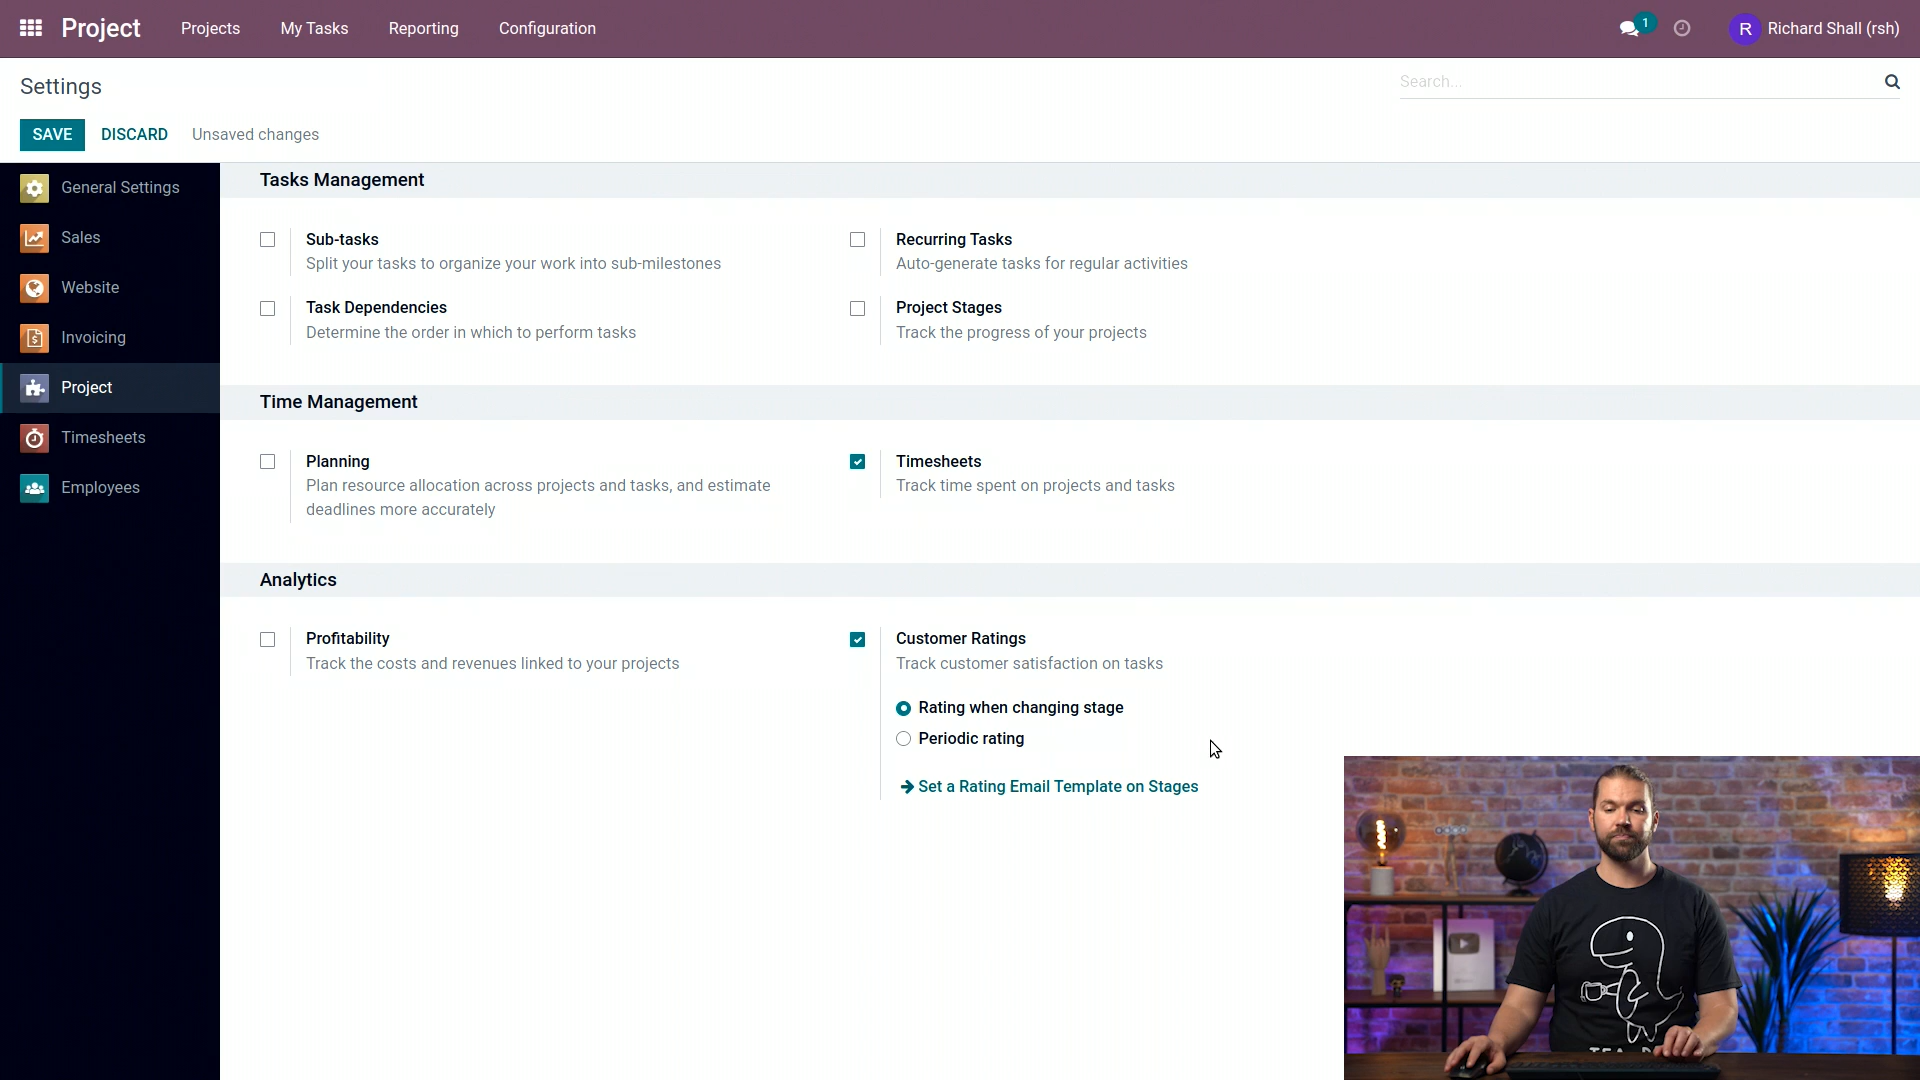 Project
Projects
My Tasks
Reporting
Configuration
1
R
Richard Shall (rsh)
Settings
Search...
SAVE
DISCARD
Unsaved changes
General Settings
Sales
Website
Invoicing
Project
Timesheets
Employees
Tasks Management
Sub-tasks
Split your tasks to organize your work into sub-milestones
Recurring Tasks
Auto-generate tasks for regular activities
Task Dependencies
Determine the order in which to perform tasks
Project Stages
Track the progress of your projects
Time Management
Planning
Plan resource allocation across projects and tasks, and estimate
deadlines more accurately
Timesheets
Track time spent on projects and tasks
Analytics
Profitability
Track the costs and revenues linked to your projects
Customer Ratings
Track customer satisfaction on tasks
Rating when changing stage
Periodic rating
Set a Rating Email Template on Stages